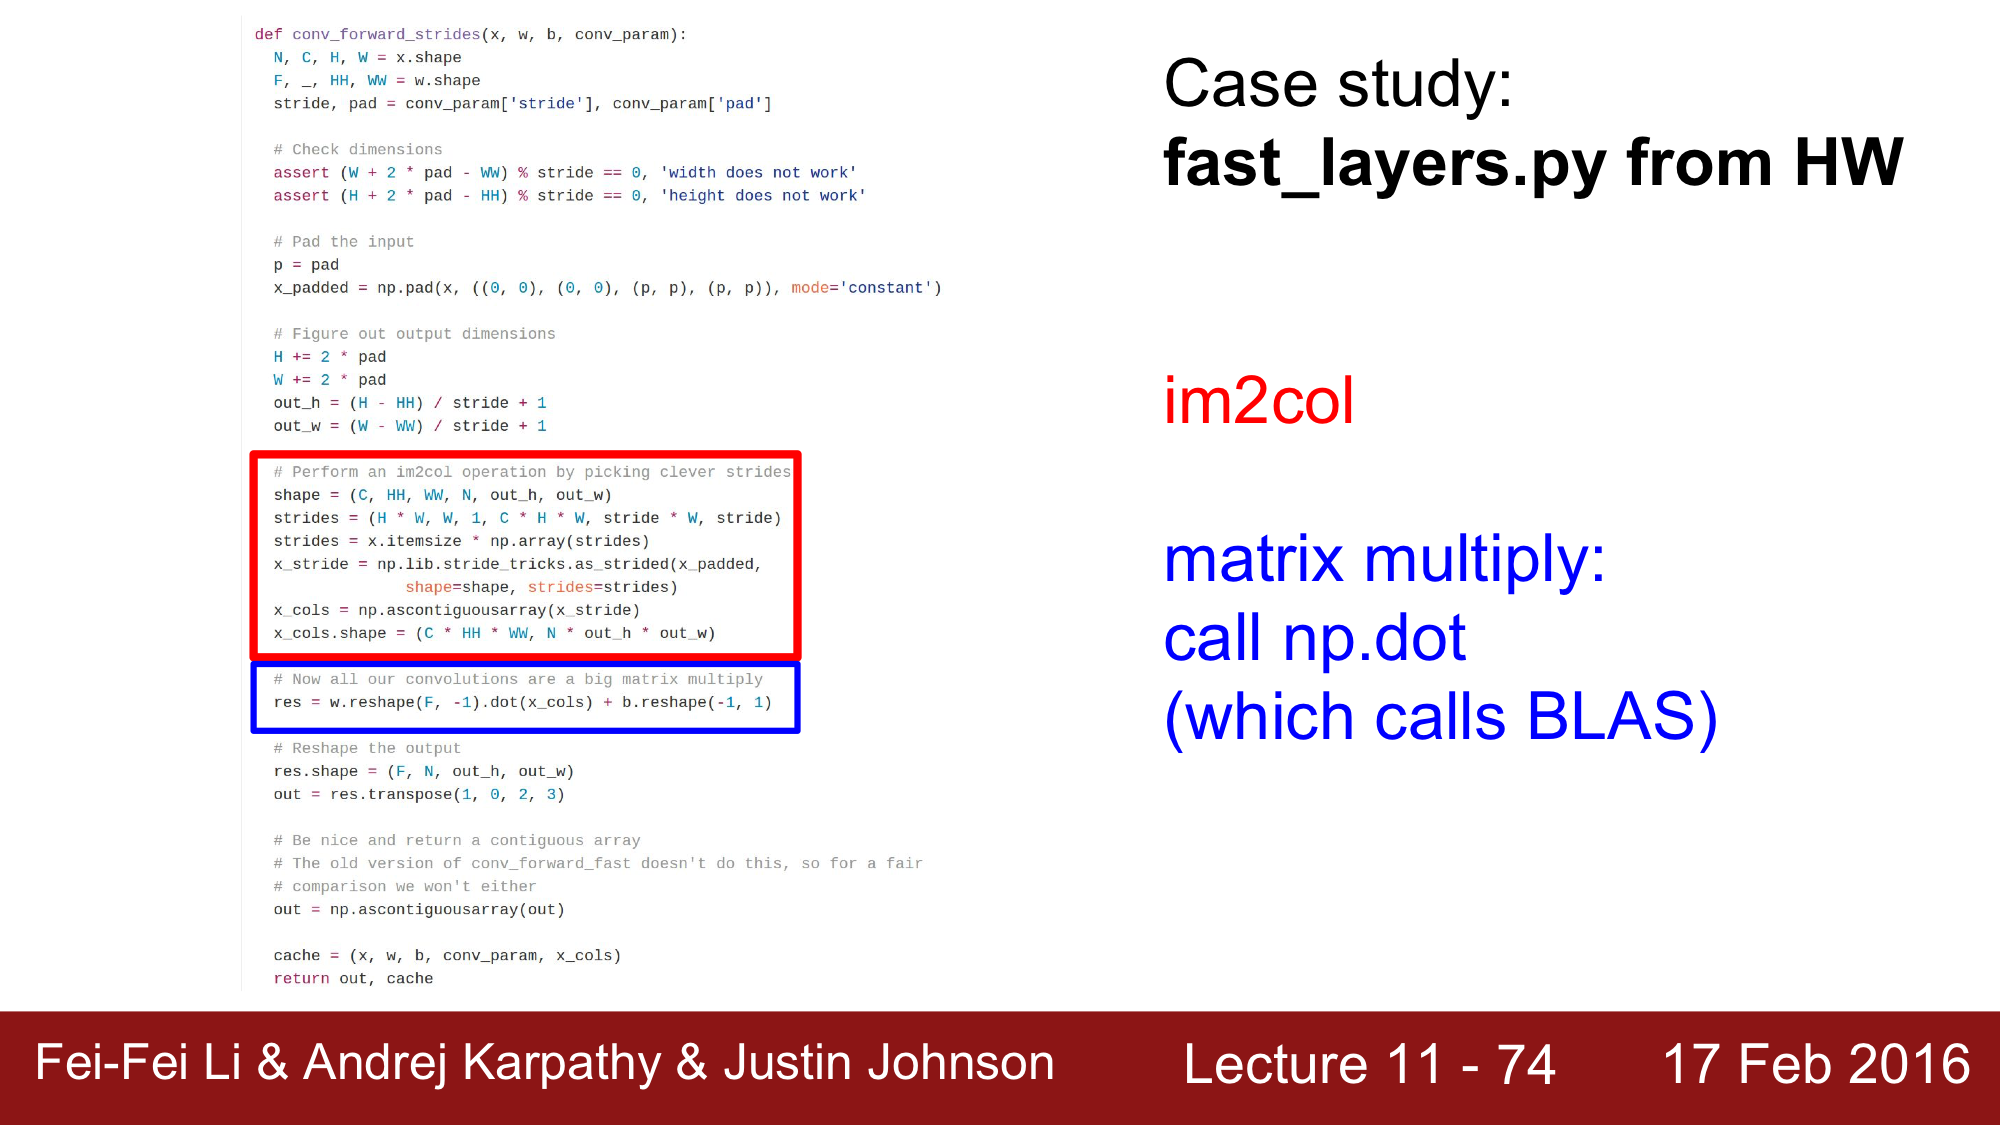 def conv_forward_strides(x, w, b, conv_param):
  N, C, H, W = x.shape
  F, _, HH, WW = w.shape
  stride, pad = conv_param['stride'], conv_param['pad']

  # Check dimensions
  assert (W + 2 * pad - WW) % stride == 0, 'width does not work'
  assert (H + 2 * pad - HH) % stride == 0, 'height does not work'

  # Pad the input
  p = pad
  x_padded = np.pad(x, ((0, 0), (0, 0), (p, p), (p, p)), mode='constant')

  # Figure out output dimensions
  H += 2 * pad
  W += 2 * pad
  out_h = (H - HH) / stride + 1
  out_w = (W - WW) / stride + 1

  # Perform an im2col operation by picking clever strides
  shape = (C, HH, WW, N, out_h, out_w)
  strides = (H * W, W, 1, C * H * W, stride * W, stride)
  strides = x.itemsize * np.array(strides)
  x_stride = np.lib.stride_tricks.as_strided(x_padded,
                shape=shape, strides=strides)
  x_cols = np.ascontiguousarray(x_stride)
  x_cols.shape = (C * HH * WW, N * out_h * out_w)

  # Now all our convolutions are a big matrix multiply
  res = w.reshape(F, -1).dot(x_cols) + b.reshape(-1, 1)

  # Reshape the output
  res.shape = (F, N, out_h, out_w)
  out = res.transpose(1, 0, 2, 3)

  # Be nice and return a contiguous array
  # The old version of conv_forward_fast doesn't do this, so for a fair
  # comparison we won't either
  out = np.ascontiguousarray(out)

  cache = (x, w, b, conv_param, x_cols)
  return out, cache
Case study:
fast_layers.py from HW
im2col
matrix multiply:
call np.dot
(which calls BLAS)
Fei-Fei Li & Andrej Karpathy & Justin Johnson
Lecture 11 - 74
17 Feb 2016